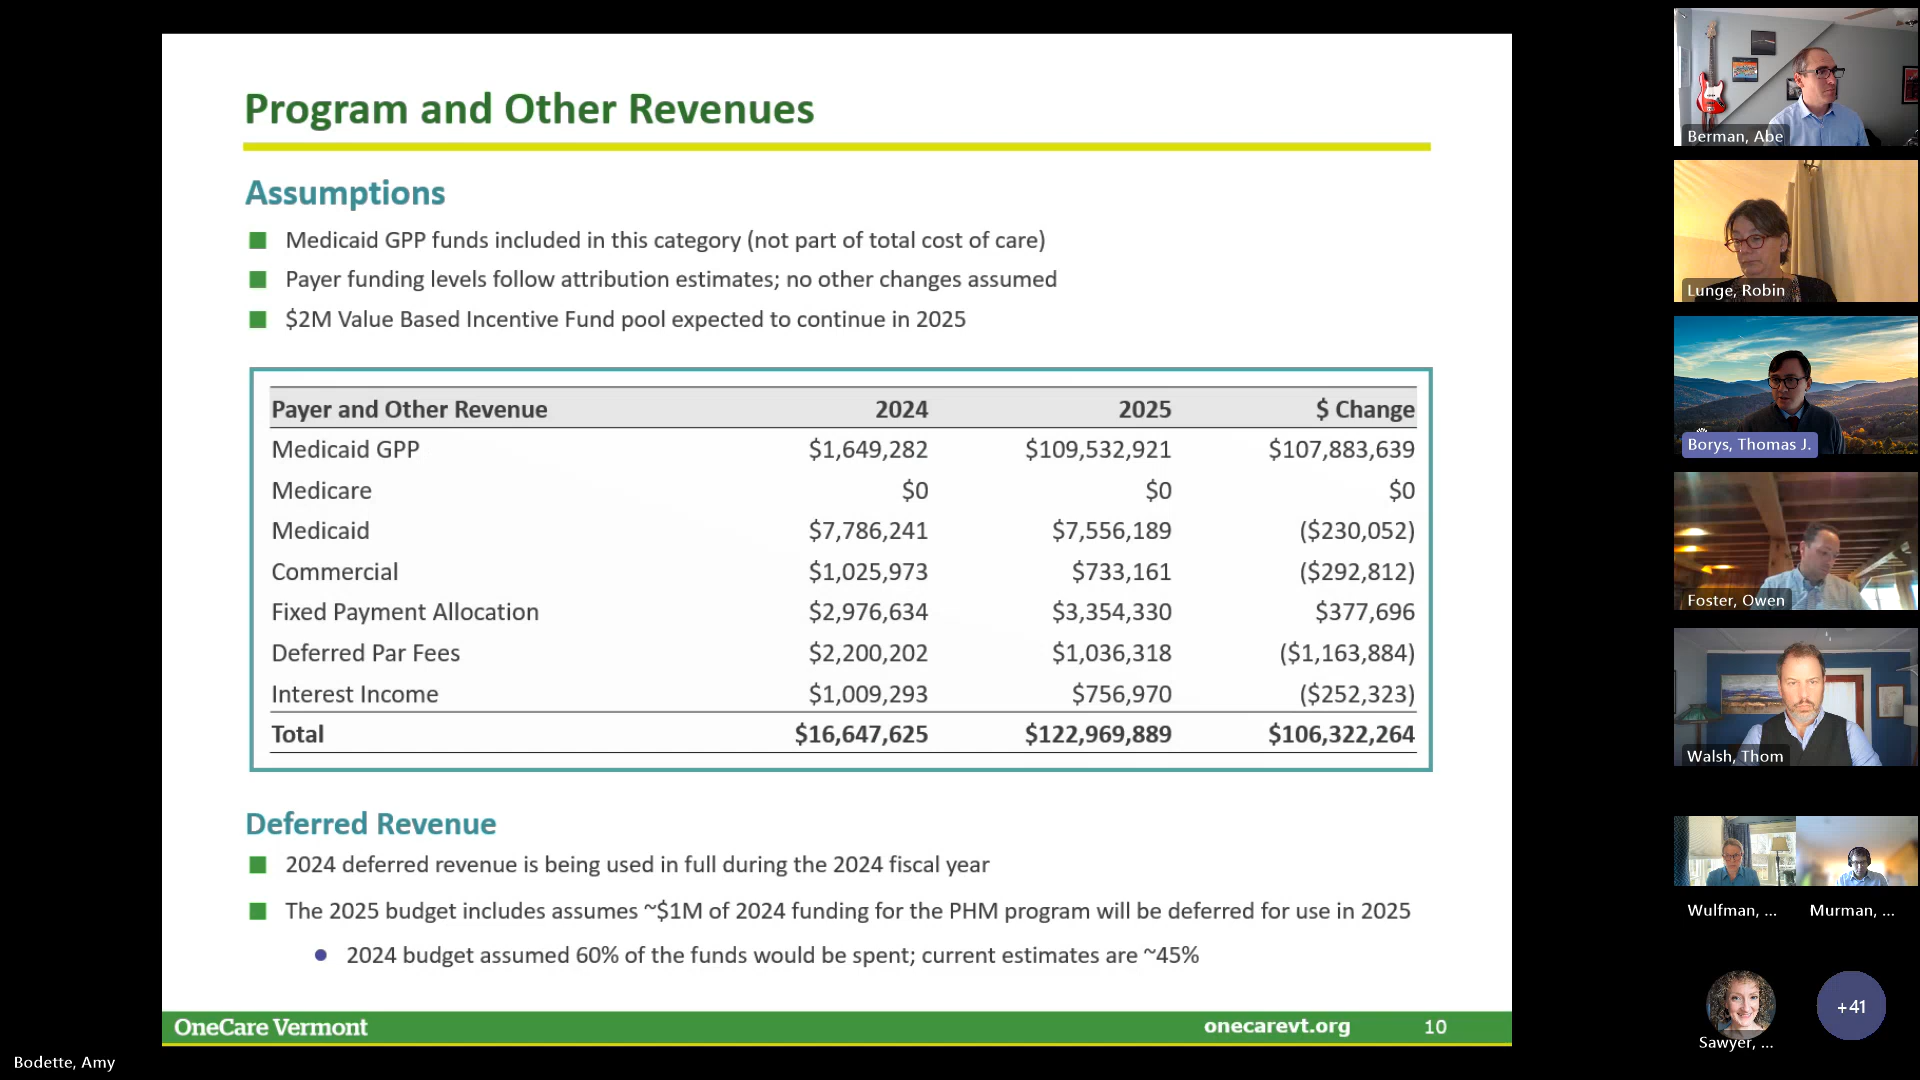 Program and Other Revenues
Assumptions
Medicaid GPP funds included in this category (not part of total cost of care)
Payer funding levels follow attribution estimates; no other changes assumed
$2M Value Based Incentive Fund pool expected to continue in 2025
Payer and Other Revenue 2024 2025 $ Change
Medicaid GPP $1,649,282 $109,532,921 $107,883,639
Medicare $0 $0 $0
Medicaid $7,786,241 $7,556,189 ($230,052)
Commercial $1,025,973 $733,161 ($292,812)
Fixed Payment Allocation $2,976,634 $3,354,330 $377,696
Deferred Par Fees $2,200,202 $1,036,318 ($1,163,884)
Interest Income $1,009,293 $756,970 ($252,323)
Total $16,647,625 $122,969,889 $106,322,264
Deferred Revenue
2024 deferred revenue is being used in full during the 2024 fiscal year
The 2025 budget includes assumes ~$1M of 2024 funding for the PHM program will be deferred for use in 2025
2024 budget assumed 60% of the funds would be spent; current estimates are ~45%
OneCare Vermont onecarevt.org 10
Bodette, Amy
Berman, Abe
Lunge, Robin
Borys, Thomas J.
Foster, Owen
Walsh, Thom
Wulfman, ... Murman, ...
Sawyer, ... +41